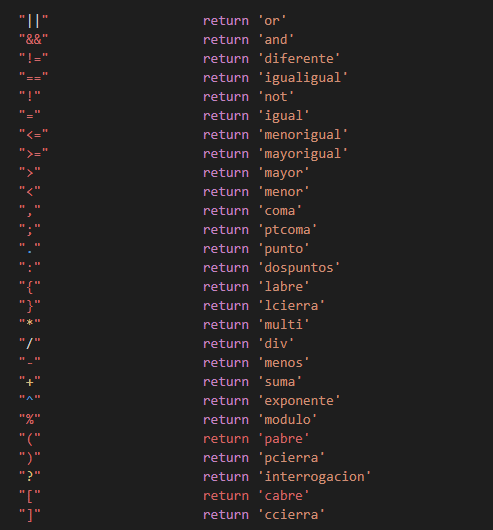 "||" return 'or'
"&&" return 'and'
"!=" return 'diferente'
"==" return 'igualigual'
"!" return 'not'
"=" return 'igual'
"<=" return 'menorigual'
">=" return 'mayorigual'
">" return 'mayor'
"<" return 'menor'
"," return 'coma'
";" return 'ptcoma'
"." return 'punto'
":" return 'dospuntos'
"{" return 'labre'
"}" return 'lcierra'
"*" return 'multi'
"/" return 'div'
"-" return 'menos'
"+" return 'suma'
"^" return 'exponente'
"%" return 'modulo'
"(" return 'pabre'
")" return 'pcierra'
"?" return 'interrogacion'
"[" return 'cabre'
"]" return 'ccierra'